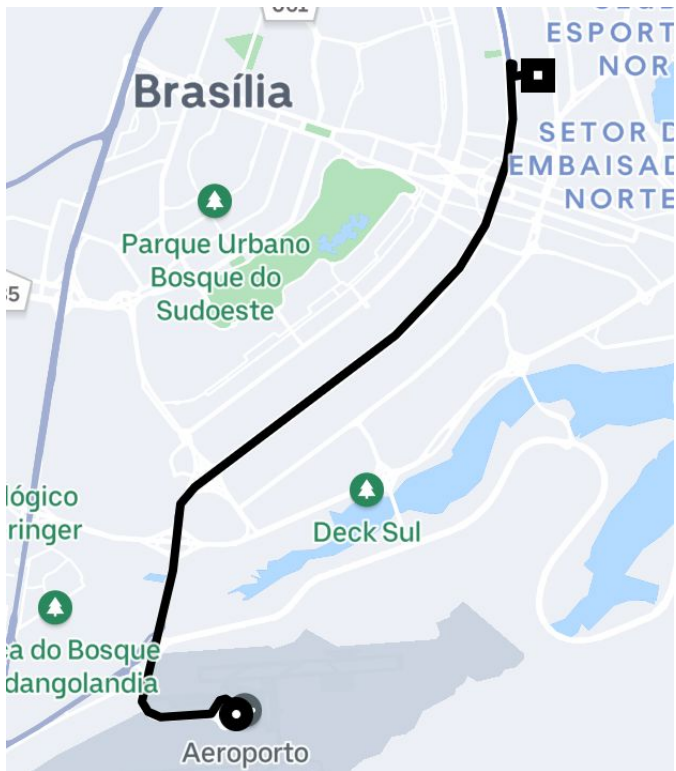 ESPORT
NOR
Brasília
SETOR D
EMBAISAD
NORTE
Parque Urbano
Bosque do
Sudoeste
35
lógico
ringer
Deck Sul
a do Bosque
dangolandia
Aeroporto